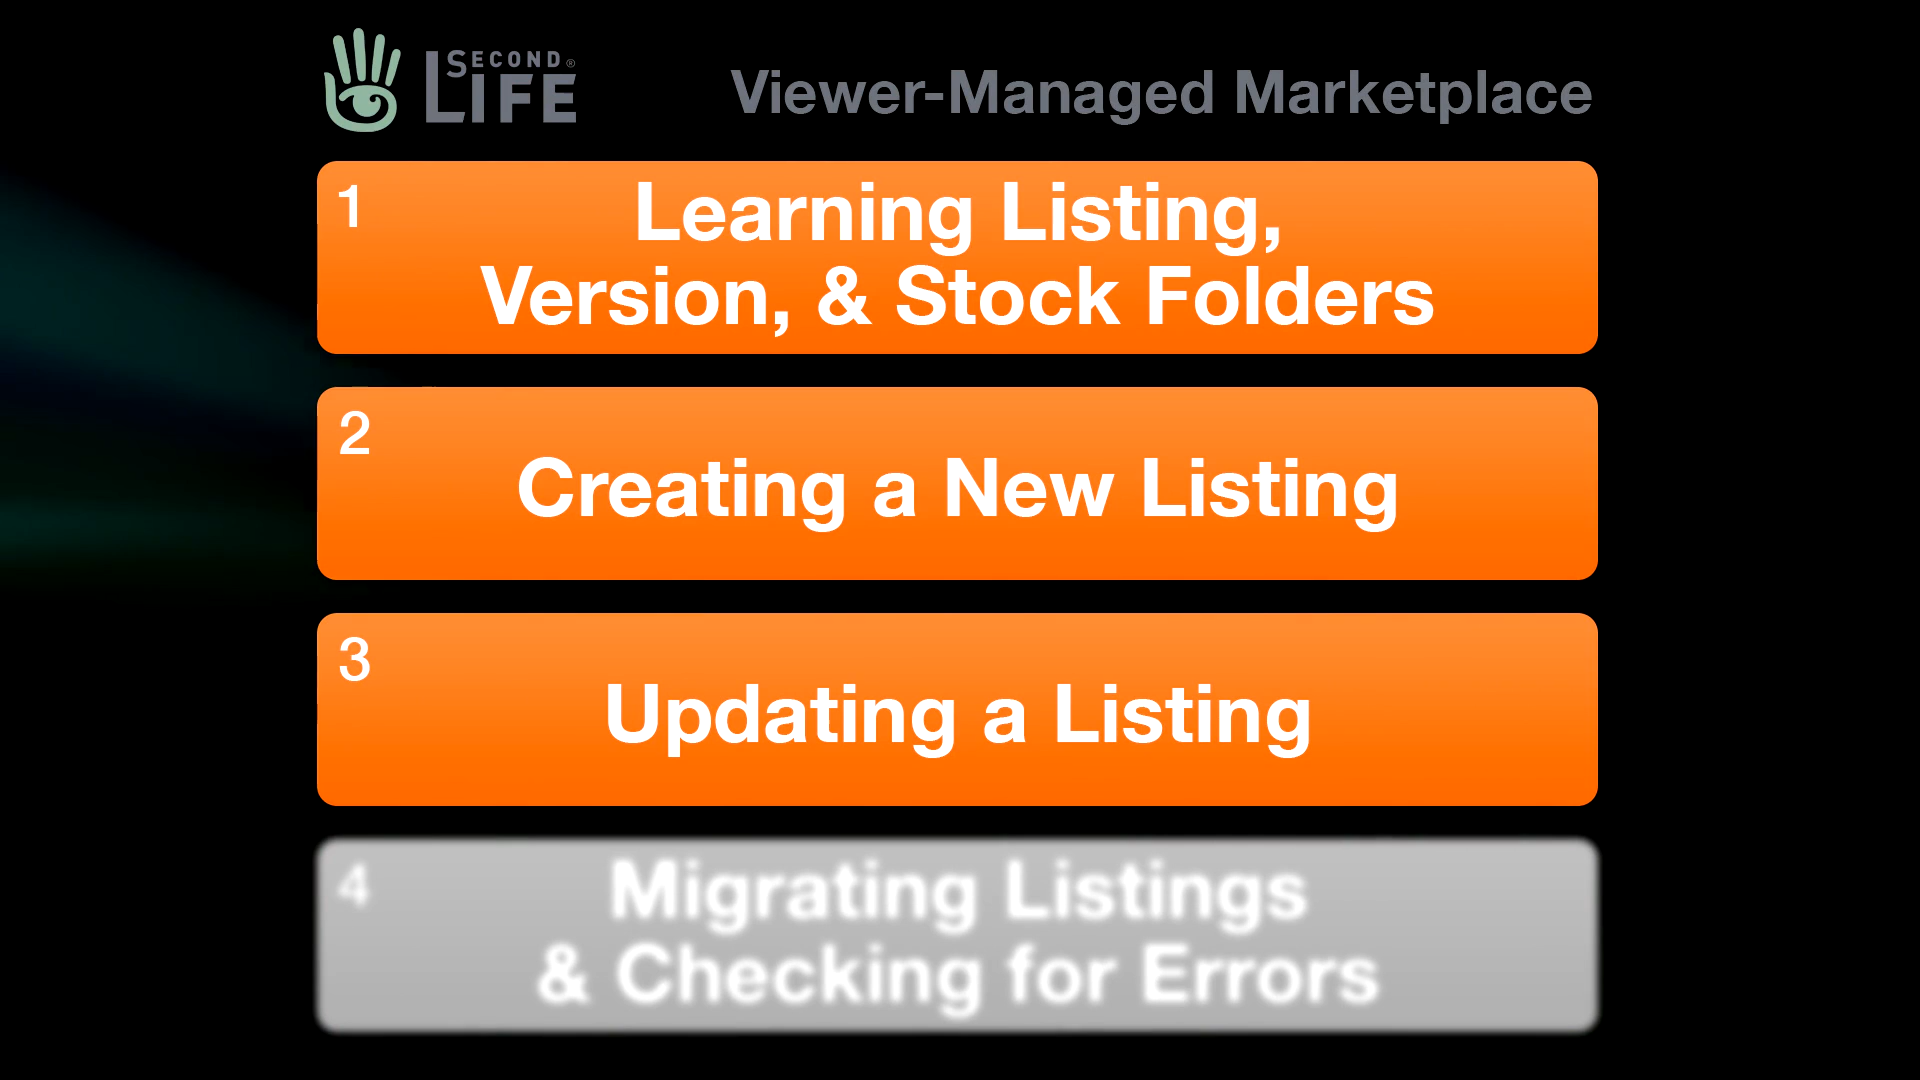 SECOND®
LIFE
Viewer-Managed Marketplace
1
Learning Listing,
Version, & Stock Folders
2
Creating a New Listing
3
Updating a Listing
4
Migrating Listings
& Checking for Errors